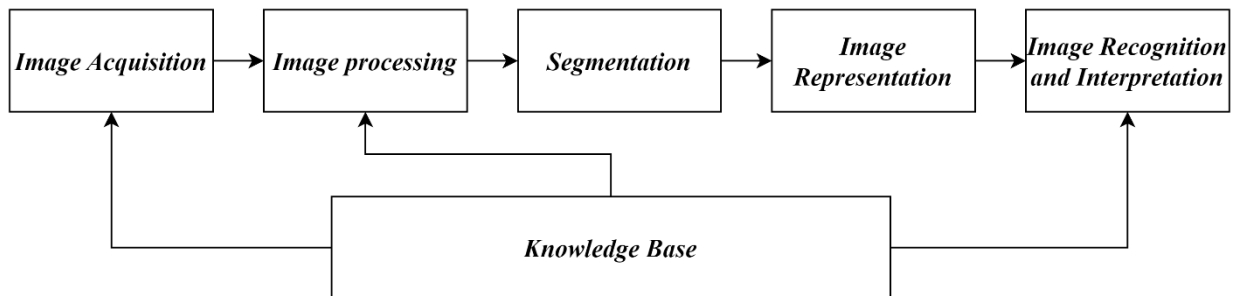 Image Acquisition
Image processing
Segmentation
Image
Representation
Image Recognition
and Interpretation
Knowledge Base